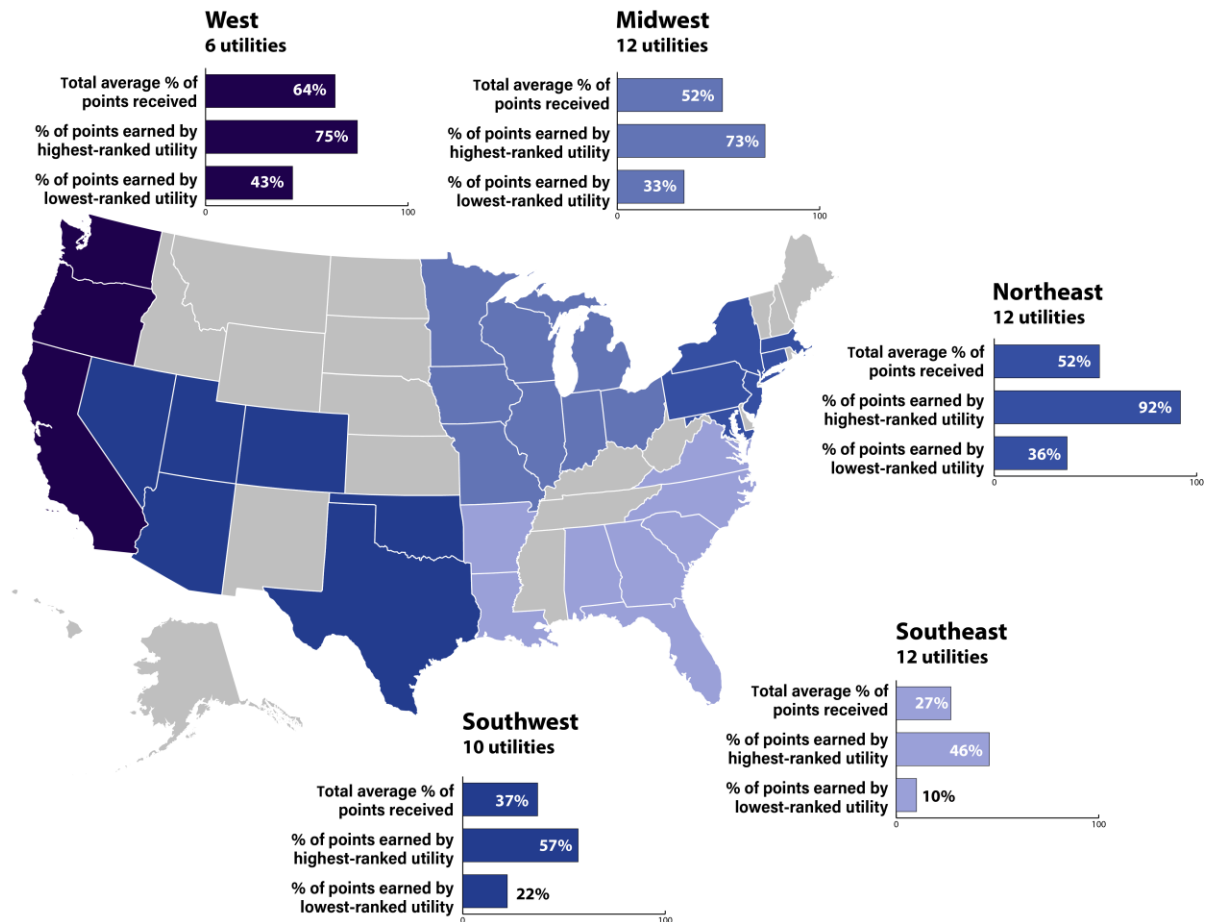 West
6 utilities
Total average % of
points received
64%
% of points earned by
highest-ranked utility
75%
% of points earned by
lowest-ranked utility
43%
0
100
Midwest
12 utilities
Total average % of
points received
52%
% of points earned by
highest-ranked utility
73%
% of points earned by
lowest-ranked utility
33%
0
100
Northeast
12 utilities
Total average % of
points received
52%
% of points earned by
highest-ranked utility
92%
% of points earned by
lowest-ranked utility
36%
0
100
Southeast
12 utilities
Total average % of
points received
27%
% of points earned by
highest-ranked utility
46%
% of points earned by
lowest-ranked utility
10%
0
100
Southwest
10 utilities
Total average % of
points received
37%
% of points earned by
highest-ranked utility
57%
% of points earned by
lowest-ranked utility
22%
0
100